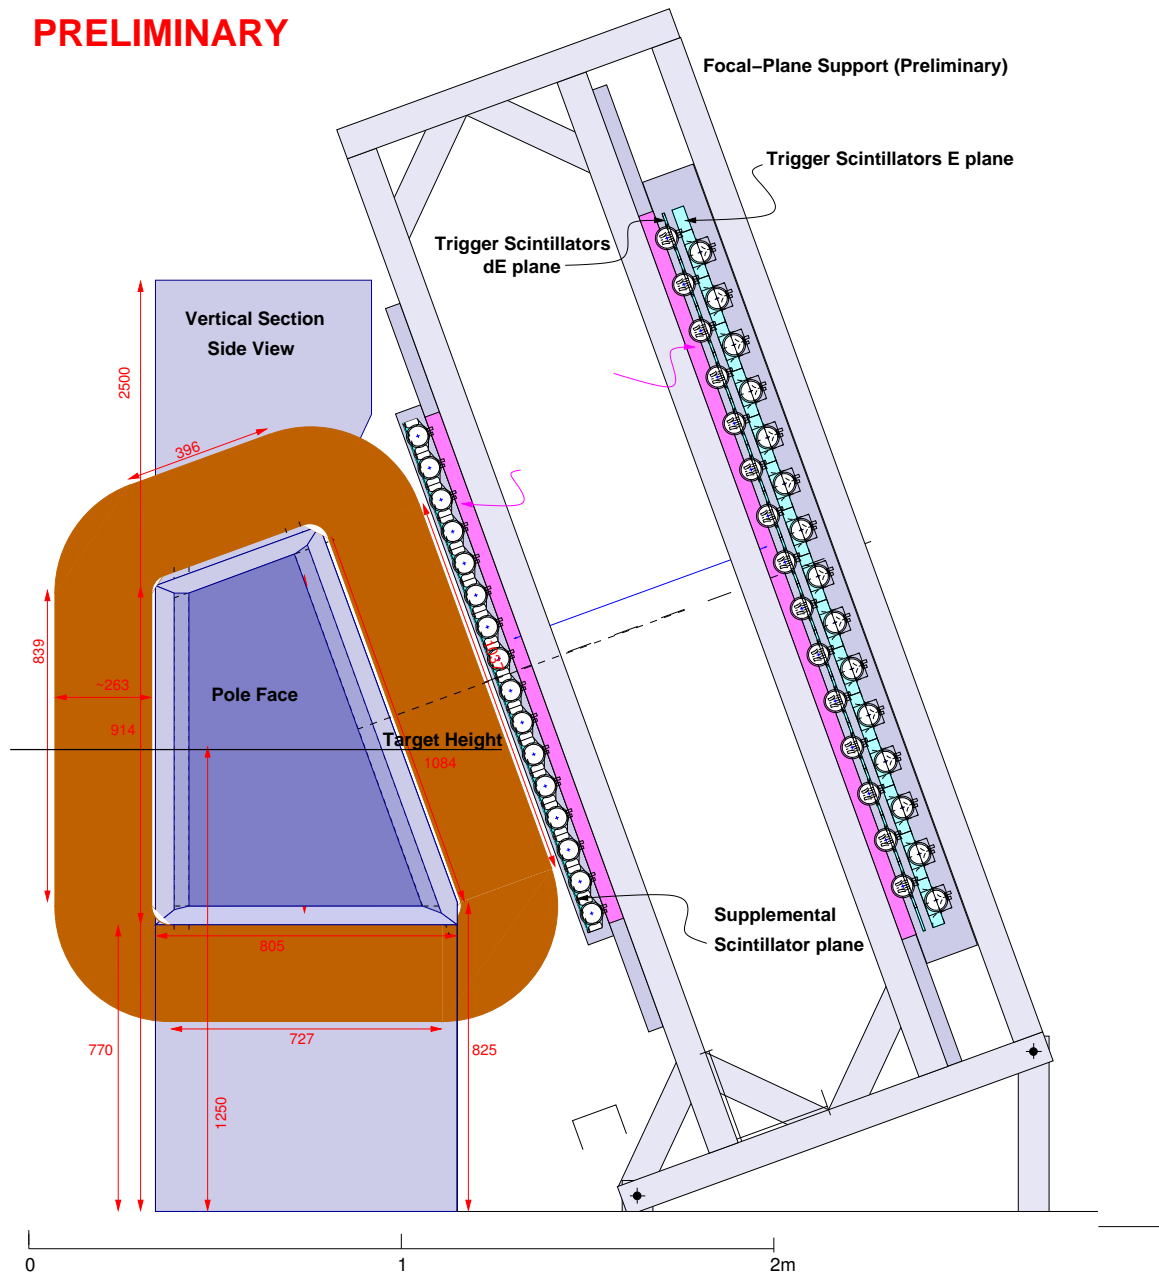 PRELIMINARY
Focal–Plane Support (Preliminary)
Trigger Scintillators E plane
Trigger Scintillators
dE plane
Vertical Section
Side View
2500
396
839
~263
Pole Face
914
Target Height
1084
1037
805
Supplemental
Scintillator plane
727
770
825
1250
0
1
2m